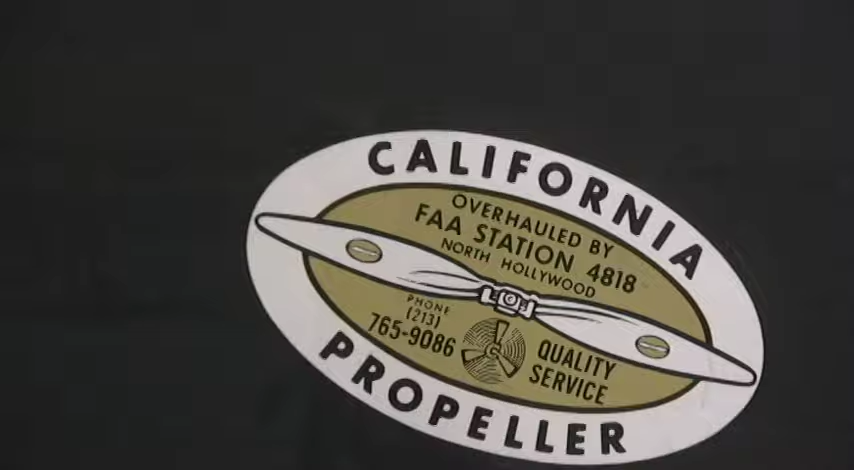 CALIFORNIA
OVERHAULED BY
FAA STATION 4818
NORTH HOLLYWOOD
PHONE
(213)
765-9086
QUALITY
SERVICE
PROPELLER